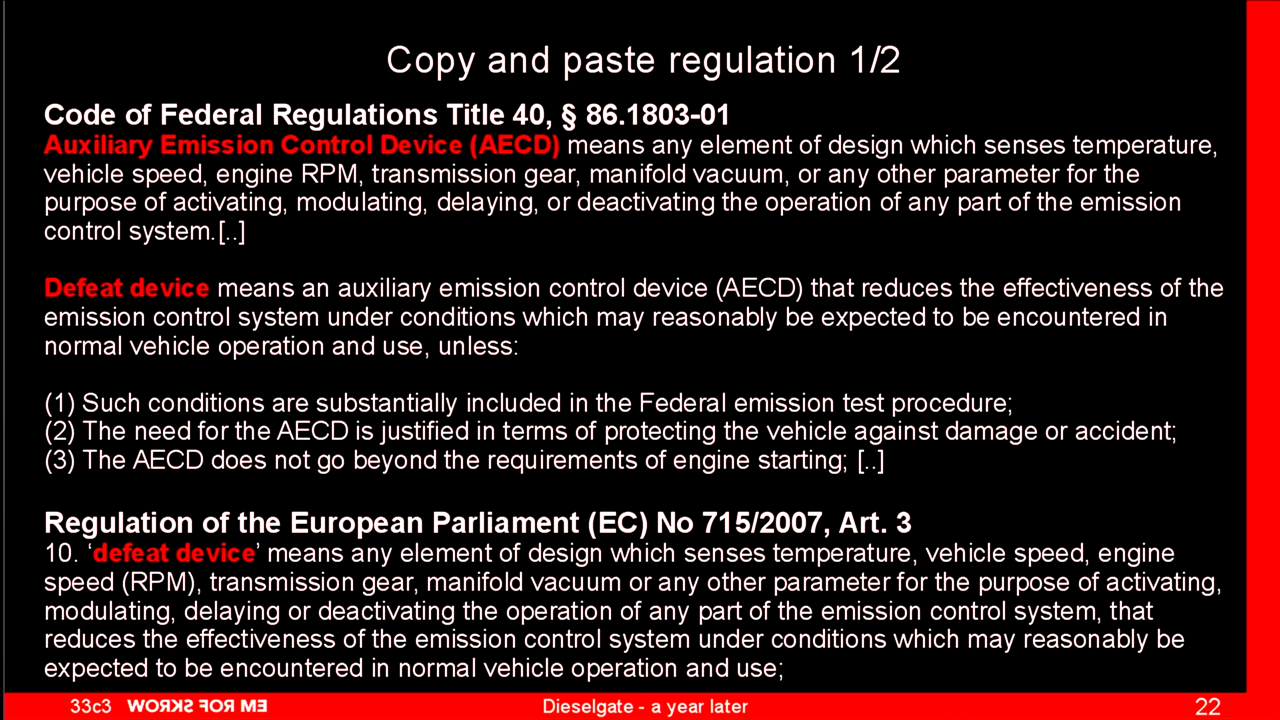 Copy and paste regulation 1/2
Code of Federal Regulations Title 40, § 86.1803-01
Auxiliary Emission Control Device (AECD) means any element of design which senses temperature,
vehicle speed, engine RPM, transmission gear, manifold vacuum, or any other parameter for the
purpose of activating, modulating, delaying, or deactivating the operation of any part of the emission
control system.[..]
Defeat device means an auxiliary emission control device (AECD) that reduces the effectiveness of the
emission control system under conditions which may reasonably be expected to be encountered in
normal vehicle operation and use, unless:
(1) Such conditions are substantially included in the Federal emission test procedure;
(2) The need for the AECD is justified in terms of protecting the vehicle against damage or accident;
(3) The AECD does not go beyond the requirements of engine starting; [..]
Regulation of the European Parliament (EC) No 715/2007, Art. 3
10. ‘defeat device’ means any element of design which senses temperature, vehicle speed, engine
speed (RPM), transmission gear, manifold vacuum or any other parameter for the purpose of activating,
modulating, delaying or deactivating the operation of any part of the emission control system, that
reduces the effectiveness of the emission control system under conditions which may reasonably be
expected to be encountered in normal vehicle operation and use;
33c3 WORKS FOR ME Dieselgate - a year later 22